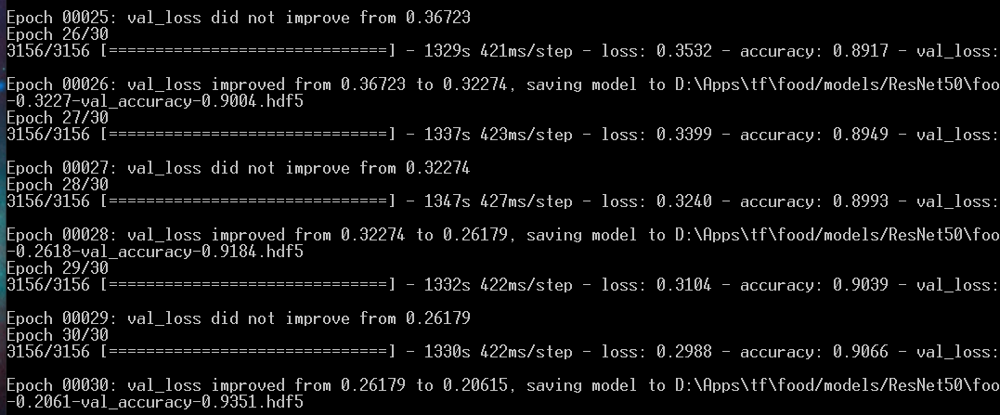 Epoch 00025: val_loss did not improve from 0.36723
Epoch 26/30
3156/3156 [==============================] - 1329s 421ms/step - loss: 0.3532 - accuracy: 0.8917 - val_loss:
Epoch 00026: val_loss improved from 0.36723 to 0.32274, saving model to D:\Apps\tf\food/models/ResNet50\foo
-0.3227-val_accuracy-0.9004.hdf5
Epoch 27/30
3156/3156 [==============================] - 1337s 423ms/step - loss: 0.3399 - accuracy: 0.8949 - val_loss:
Epoch 00027: val_loss did not improve from 0.32274
Epoch 28/30
3156/3156 [==============================] - 1347s 427ms/step - loss: 0.3240 - accuracy: 0.8993 - val_loss:
Epoch 00028: val_loss improved from 0.32274 to 0.26179, saving model to D:\Apps\tf\food/models/ResNet50\foo
-0.2618-val_accuracy-0.9184.hdf5
Epoch 29/30
3156/3156 [==============================] - 1332s 422ms/step - loss: 0.3104 - accuracy: 0.9039 - val_loss:
Epoch 00029: val_loss did not improve from 0.26179
Epoch 30/30
3156/3156 [==============================] - 1330s 422ms/step - loss: 0.2988 - accuracy: 0.9066 - val_loss:
Epoch 00030: val_loss improved from 0.26179 to 0.20615, saving model to D:\Apps\tf\food/models/ResNet50\foo
-0.2061-val_accuracy-0.9351.hdf5